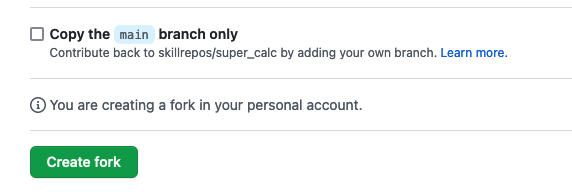 Copy the main branch only
Contribute back to skillrepos/super_calc by adding your own branch. Learn more.
You are creating a fork in your personal account.
Create fork